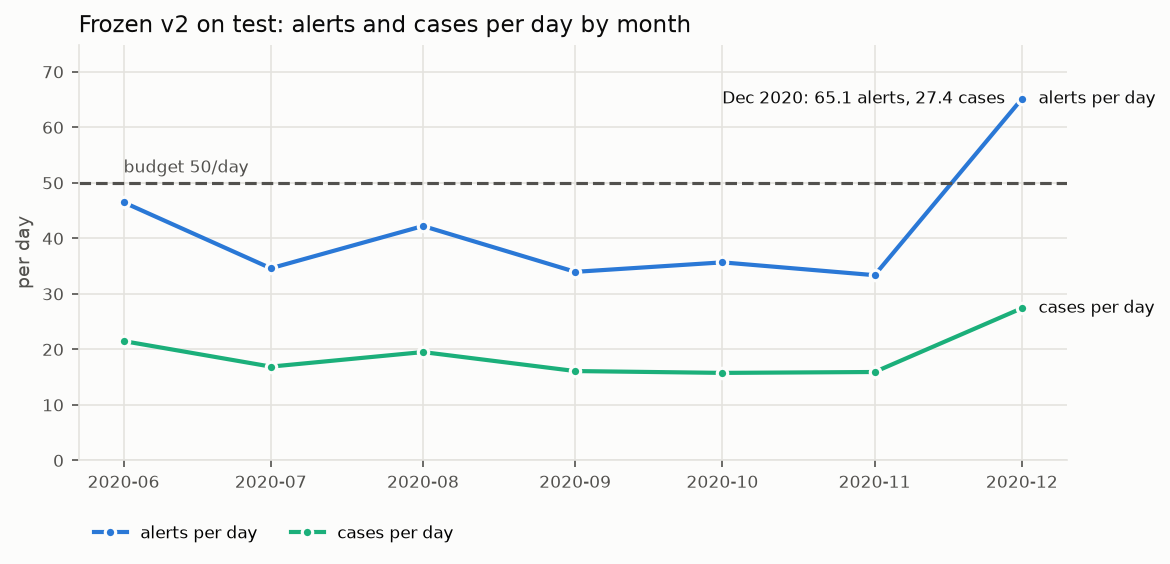 Frozen v2 on test: alerts and cases per day by month
per day
70
60
50
40
30
20
10
0
budget 50/day
Dec 2020: 65.1 alerts, 27.4 cases
alerts per day
cases per day
2020-06
2020-07
2020-08
2020-09
2020-10
2020-11
2020-12
alerts per day
cases per day